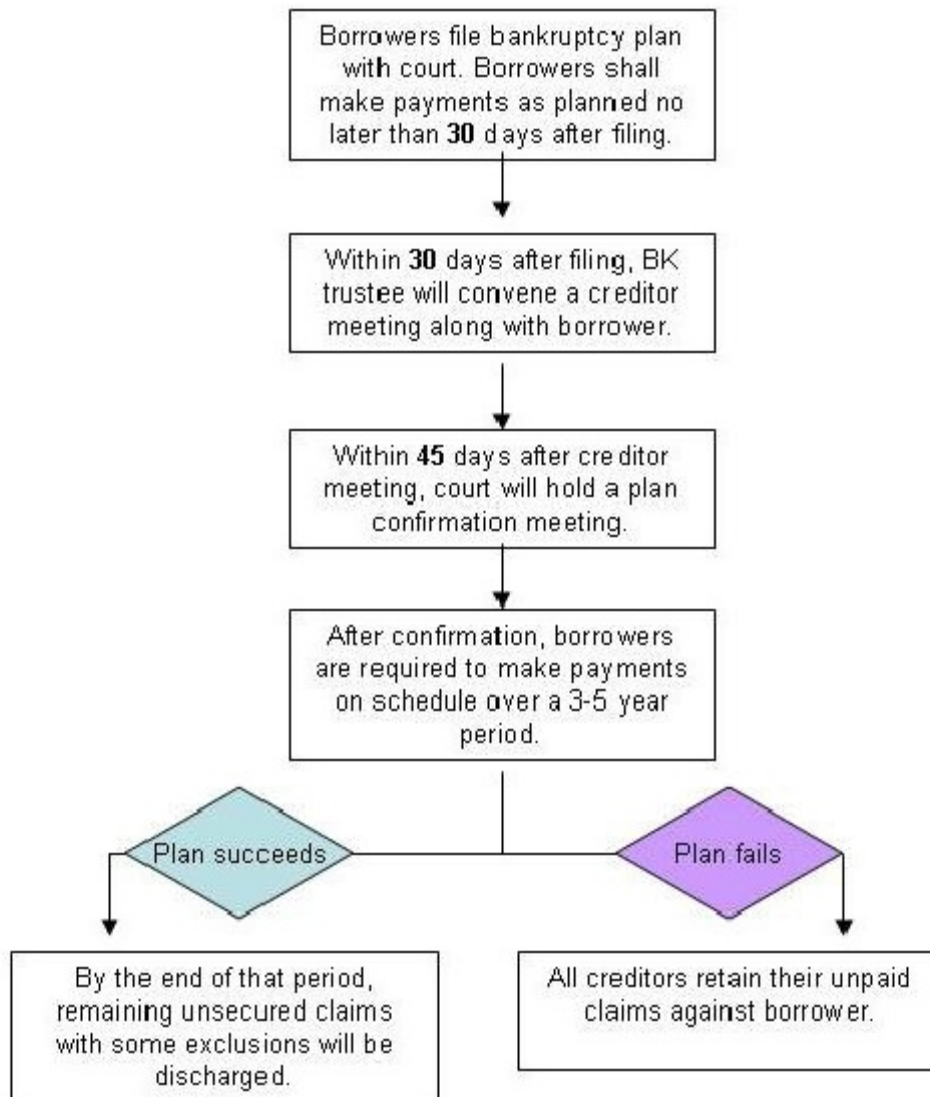 Borrowers file bankruptcy plan
with court. Borrowers shall
make payments as planned no
later than 30 days after filing.
Within 30 days after filing, BK
trustee will convene a creditor
meeting along with borrower.
Within 45 days after creditor
meeting, court will hold a plan
confirmation meeting.
After confirmation, borrowers
are required to make payments
on schedule over a 3-5 year
period.
Plan succeeds
Plan fails
By the end of that period,
remaining unsecured claims
with some exclusions will be
discharged.
All creditors retain their unpaid
claims against borrower.